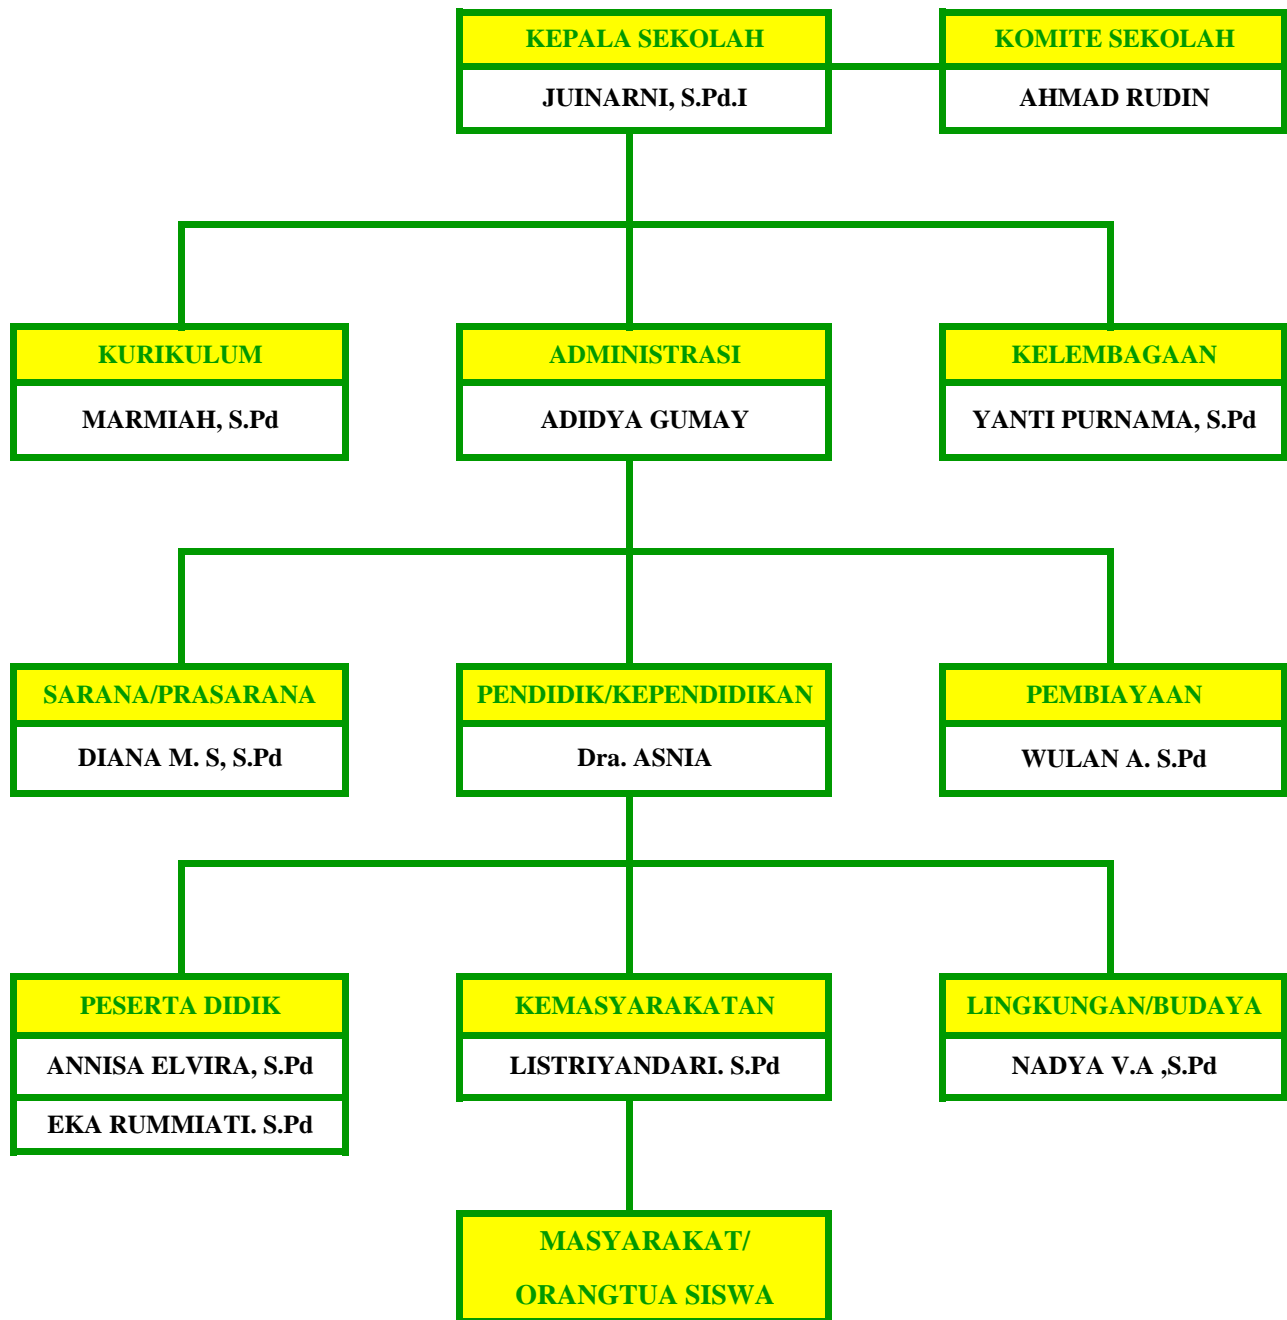 KEPALA SEKOLAH
JUINARNI, S.Pd.I
KOMITE SEKOLAH
AHMAD RUDIN
KURIKULUM
MARMIAH, S.Pd
ADMINISTRASI
ADIDYA GUMAY
KELEMBAGAAN
YANTI PURNAMA, S.Pd
SARANA/PRASARANA
DIANA M. S, S.Pd
PENDIDIK/KEPENDIDIKAN
Dra. ASNIA
PEMBIAYAAN
WULAN A. S.Pd
PESERTA DIDIK
ANNISA ELVIRA, S.Pd
EKA RUMMIATI. S.Pd
KEMASYARAKATAN
LISTRIYANDARI. S.Pd
LINGKUNGAN/BUDAYA
NADYA V.A ,S.Pd
MASYARAKAT/
ORANGTUA SISWA